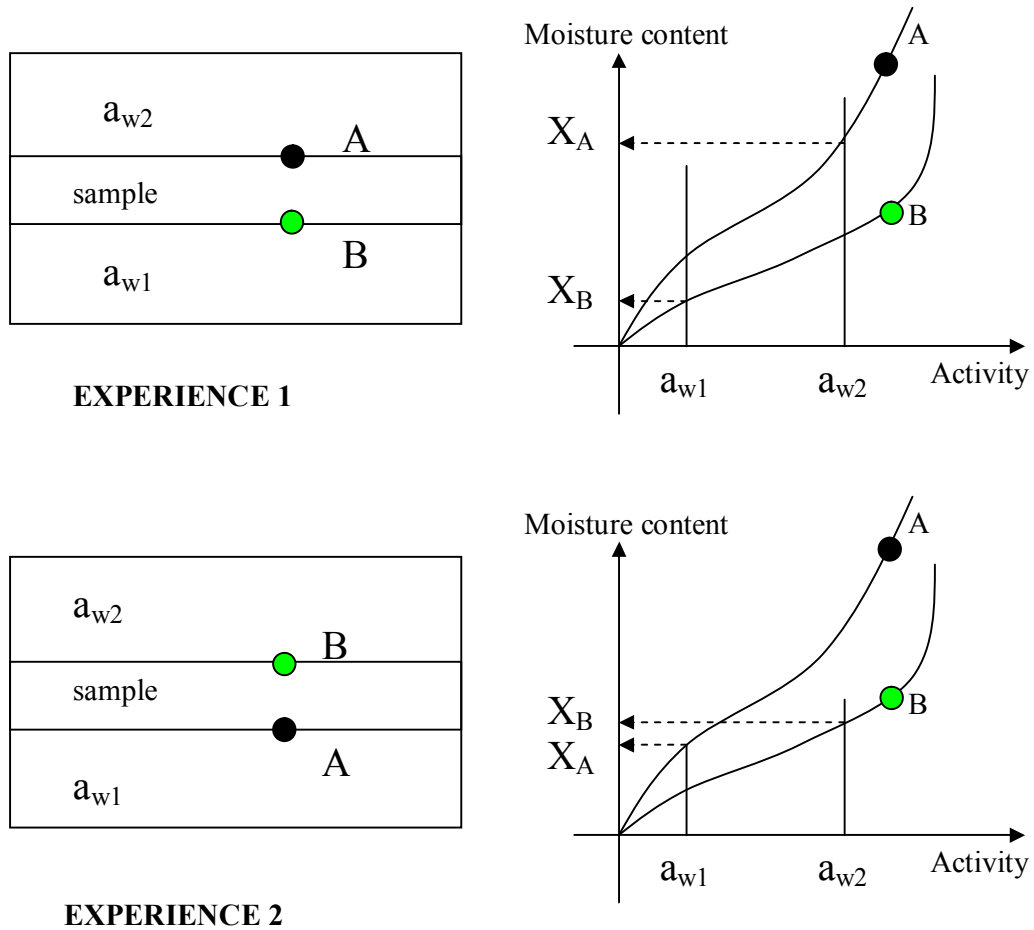 a_w2
A
sample
B
a_w1
EXPERIENCE 1
Moisture content
A
X_A
B
X_B
a_w1
a_w2
Activity
a_w2
B
sample
A
a_w1
EXPERIENCE 2
Moisture content
A
X_B
B
X_A
a_w1
a_w2
Activity